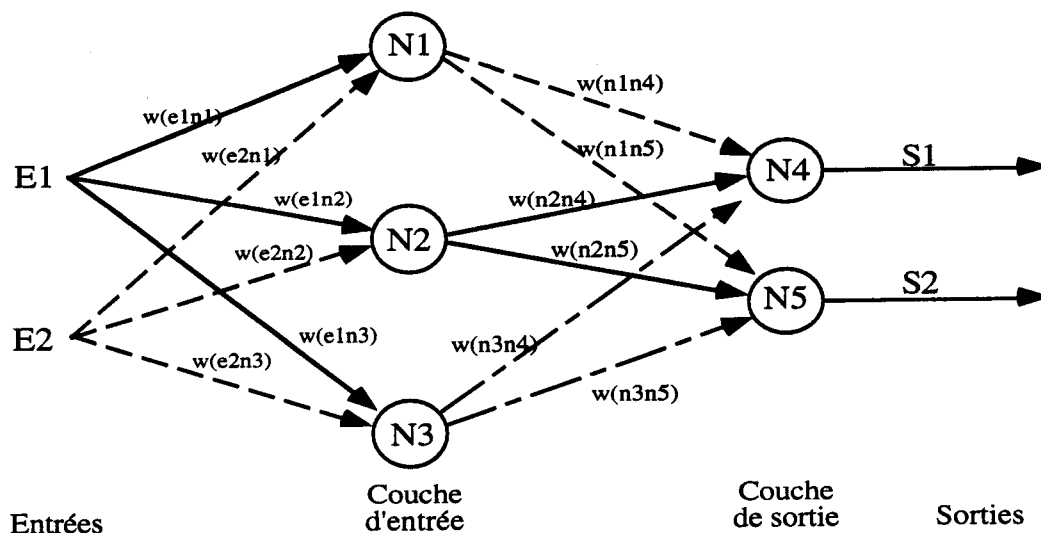 N1
w(n1n4)
w(e1n1)
w(e2n1)
w(n1n5)
E1
N4
S1
w(e1n2)
w(n2n4)
N2
w(e2n2)
w(n2n5)
N5
S2
E2
w(e1n3)
w(n3n4)
w(e2n3)
w(n3n5)
N3
Couche
d'entrée
Couche
de sortie
Entrées
Sorties